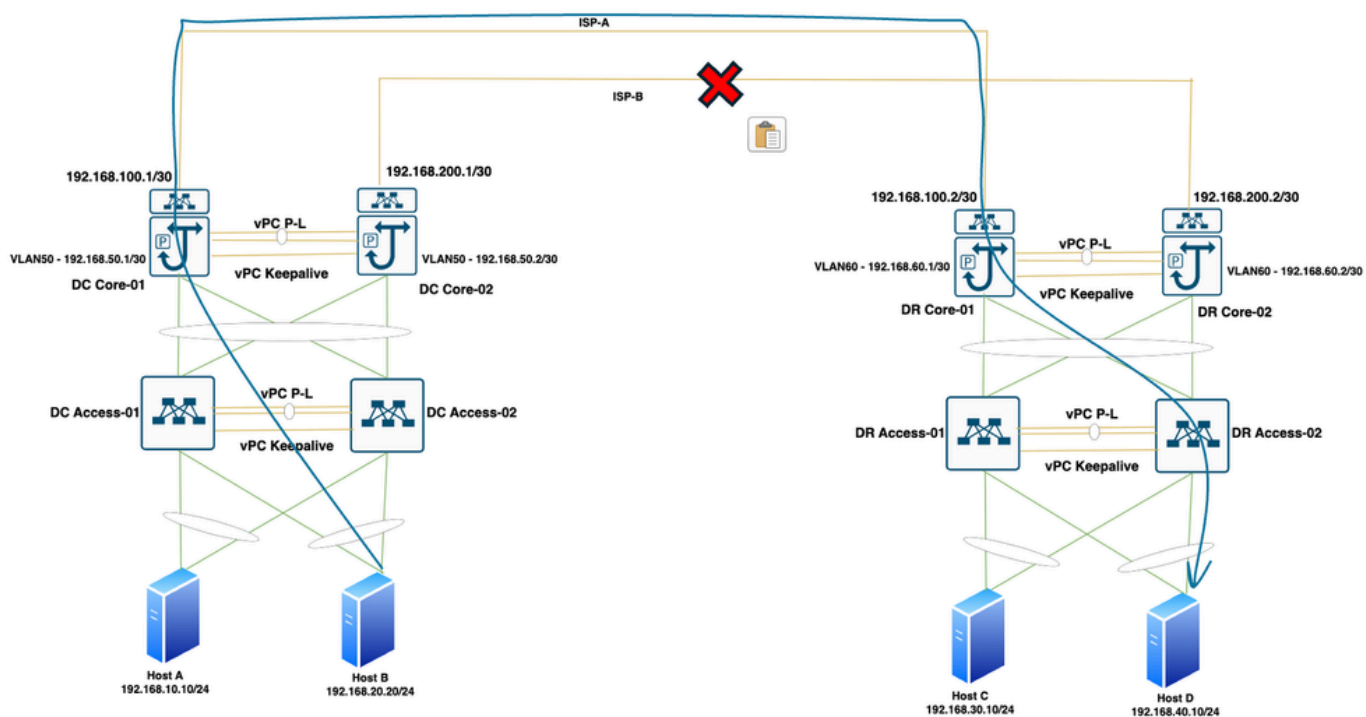 ISP-A
ISP-B
192.168.100.1/30
192.168.200.1/30
192.168.100.2/30
192.168.200.2/30
vPC P-L
P
P
VLAN50 - 192.168.50.1/30
VLAN50 - 192.168.50.2/30
vPC Keepalive
DC Core-01
DC Core-02
vPC P-L
P
P
VLAN60 - 192.168.60.1/30
VLAN60 - 192.168.60.2/30
vPC Keepalive
DR Core-01
DR Core-02
vPC P-L
DC Access-01
DC Access-02
vPC Keepalive
vPC P-L
DR Access-01
DR Access-02
vPC Keepalive
Host A
192.168.10.10/24
Host B
192.168.20.20/24
Host C
192.168.30.10/24
Host D
192.168.40.10/24